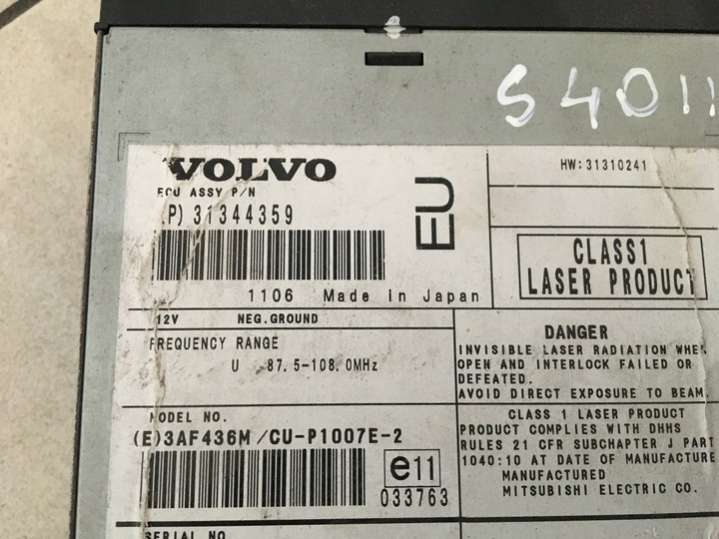 S40II
VOLVO
ECU ASSY P/N
(P) 31344359
EU
1106 Made in Japan
HW:31310241
CLASS1
LASER PRODUCT
12V NEG.GROUND
FREQUENCY RANGE
U 87.5-108.0MHz
MODEL NO.
(E)3AF436M/CU-P1007E-2
e11
033763
SERIAL NO
DANGER
INVISIBLE LASER RADIATION WHEN
OPEN AND INTERLOCK FAILED OR
DEFEATED.
AVOID DIRECT EXPOSURE TO BEAM.
CLASS 1 LASER PRODUCT
PRODUCT COMPLIES WITH DHHS
RULES 21 CFR SUBCHAPTER J PART
1040:10 AT DATE OF MANUFACTURE
MANUFACTURED
MITSUBISHI ELECTRIC CO.